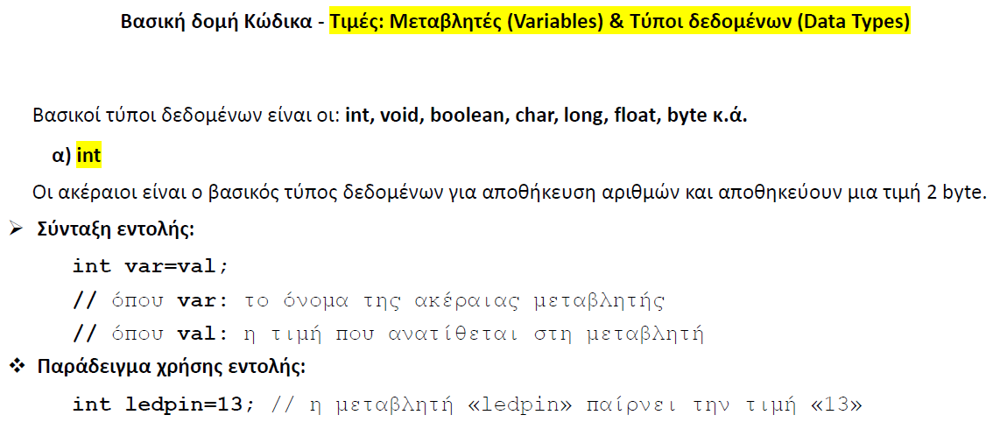 Βασική δομή Κώδικα - Τιμές: Μεταβλητές (Variables) & Τύποι δεδομένων (Data Types)
Βασικοί τύποι δεδομένων είναι οι: int, void, boolean, char, long, float, byte κ.ά.
α) int
Οι ακέραιοι είναι ο βασικός τύπος δεδομένων για αποθήκευση αριθμών και αποθηκεύουν μια τιμή 2 byte.
➢ Σύνταξη εντολής:
int var=val;
// όπου var: το όνομα της ακέραιας μεταβλητής
// όπου val: η τιμή που ανατίθεται στη μεταβλητή
❖ Παράδειγμα χρήσης εντολής:
int ledpin=13; // η μεταβλητή «ledpin» παίρνει την τιμή «13»